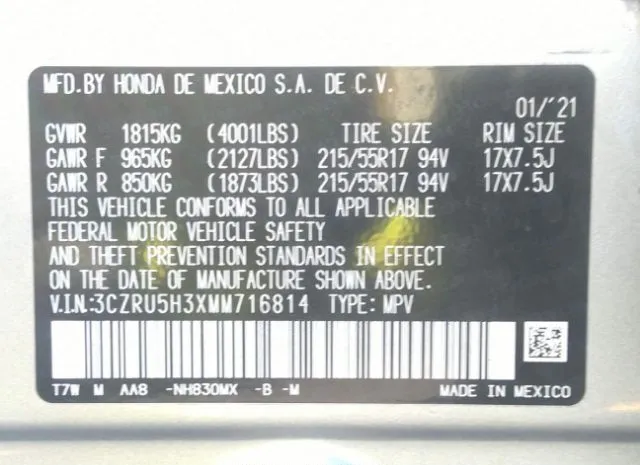 MFD.BY HONDA DE MEXICO S.A. DE C.V.
01/'21
GVWR 1815KG (4001LBS) TIRE SIZE RIM SIZE
GAWR F 965KG (2127LBS) 215/55R17 94V 17X7.5J
GAWR R 850KG (1873LBS) 215/55R17 94V 17X7.5J
THIS VEHICLE CONFORMS TO ALL APPLICABLE
FEDERAL MOTOR VEHICLE SAFETY
AND THEFT PREVENTION STANDARDS IN EFFECT
ON THE DATE OF MANUFACTURE SHOWN ABOVE.
V.I.N:3CZRU5H3XMM716814 TYPE: MPV
T7W M AA8 -NH830MX -B -M MADE IN MEXICO